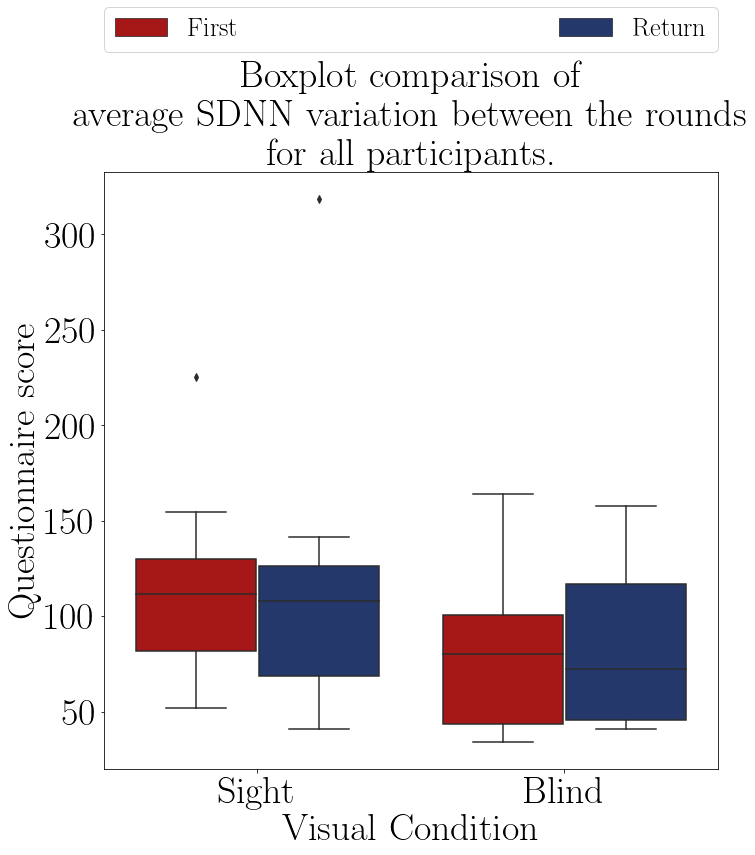 First Return
Boxplot comparison of
average SDNN variation between the rounds
for all participants.
300
250
200
150
100
50
Questionnaire score
Sight Blind
Visual Condition